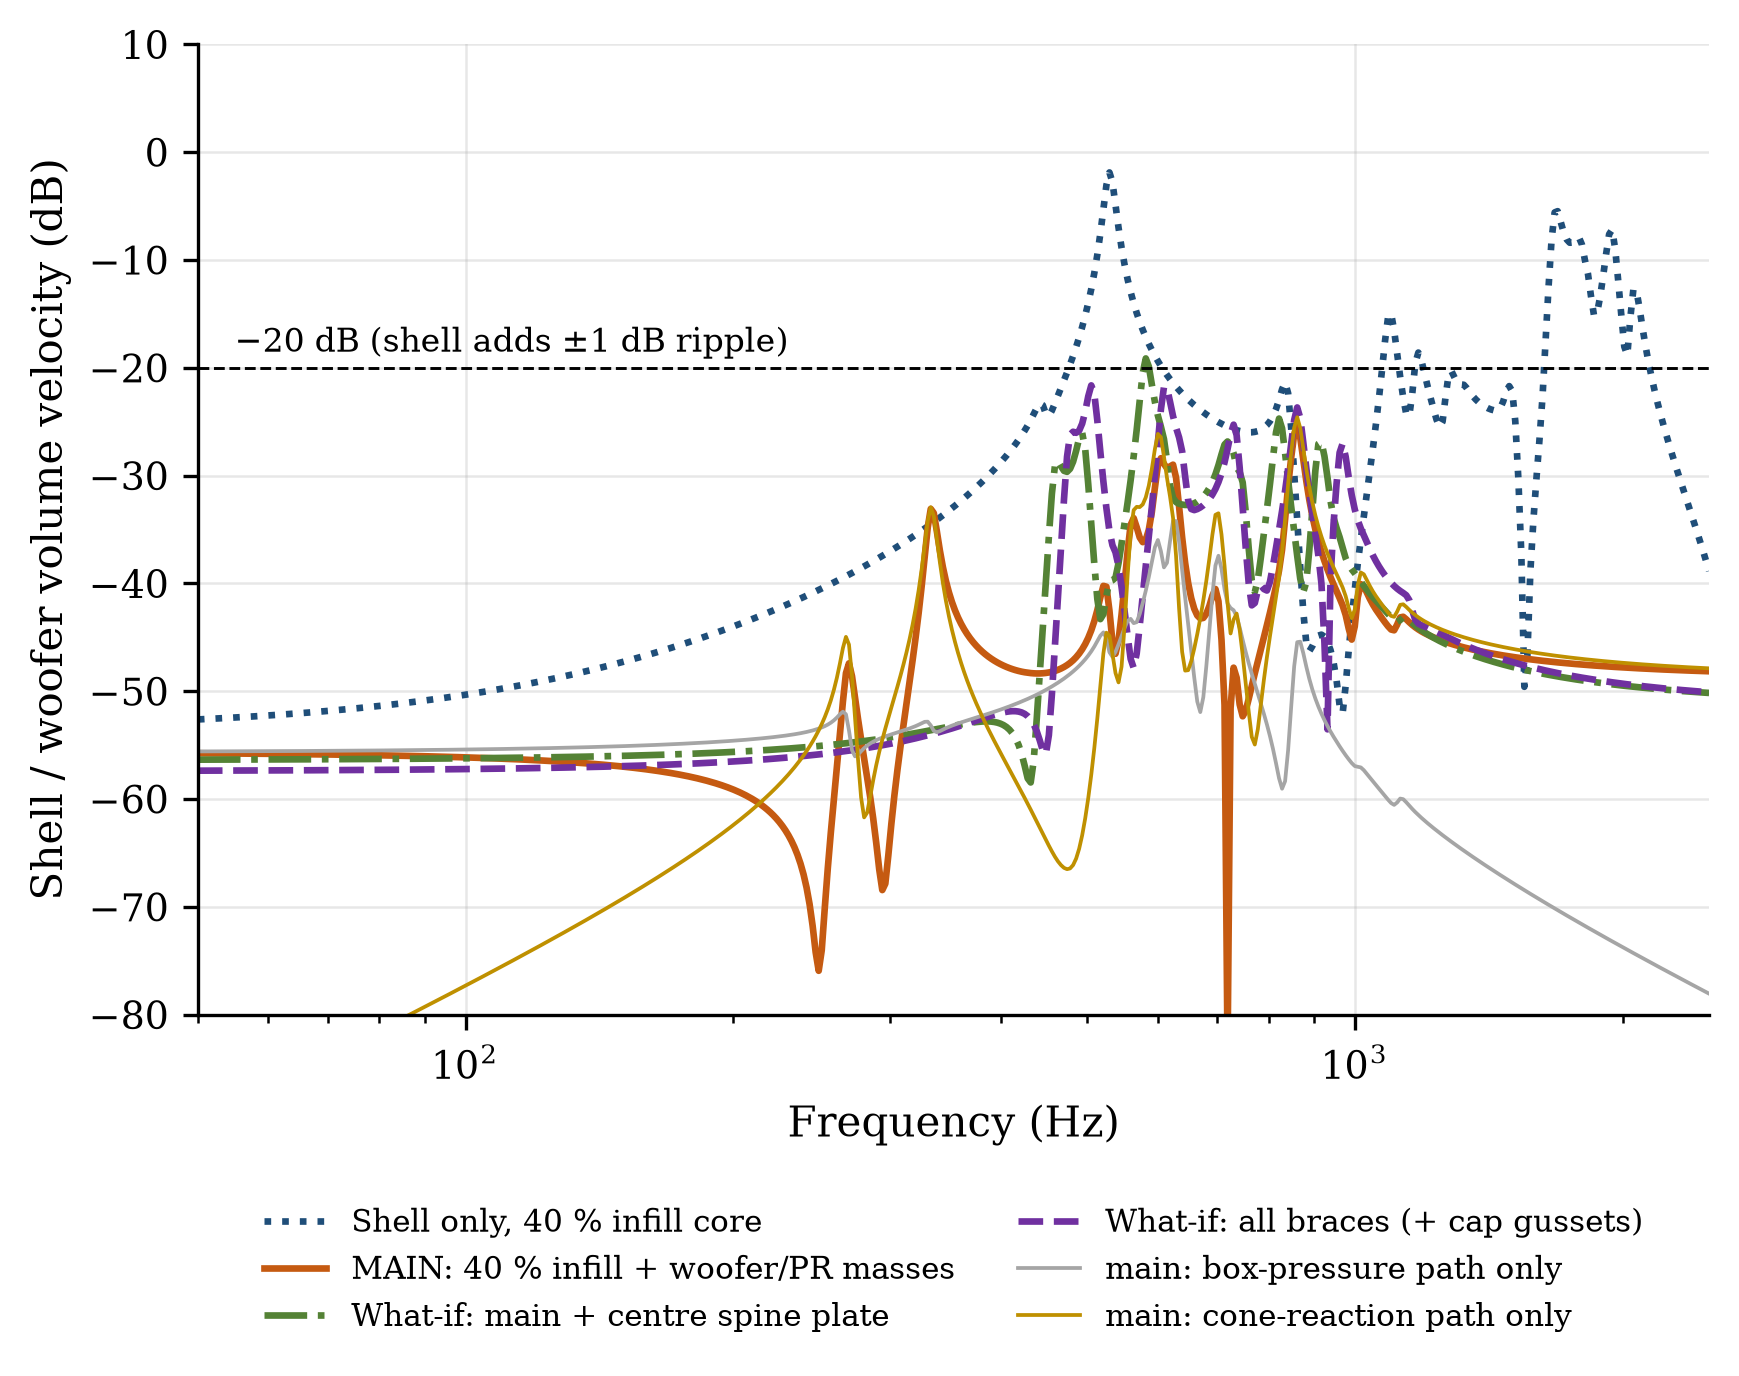 10
0
−10
−20
−30
−40
−50
−60
−70
−80
Shell / woofer volume velocity (dB)
−20 dB (shell adds ±1 dB ripple)
10²
10³
Frequency (Hz)
Shell only, 40 % infill core
MAIN: 40 % infill + woofer/PR masses
What-if: main + centre spine plate
What-if: all braces (+ cap gussets)
main: box-pressure path only
main: cone-reaction path only